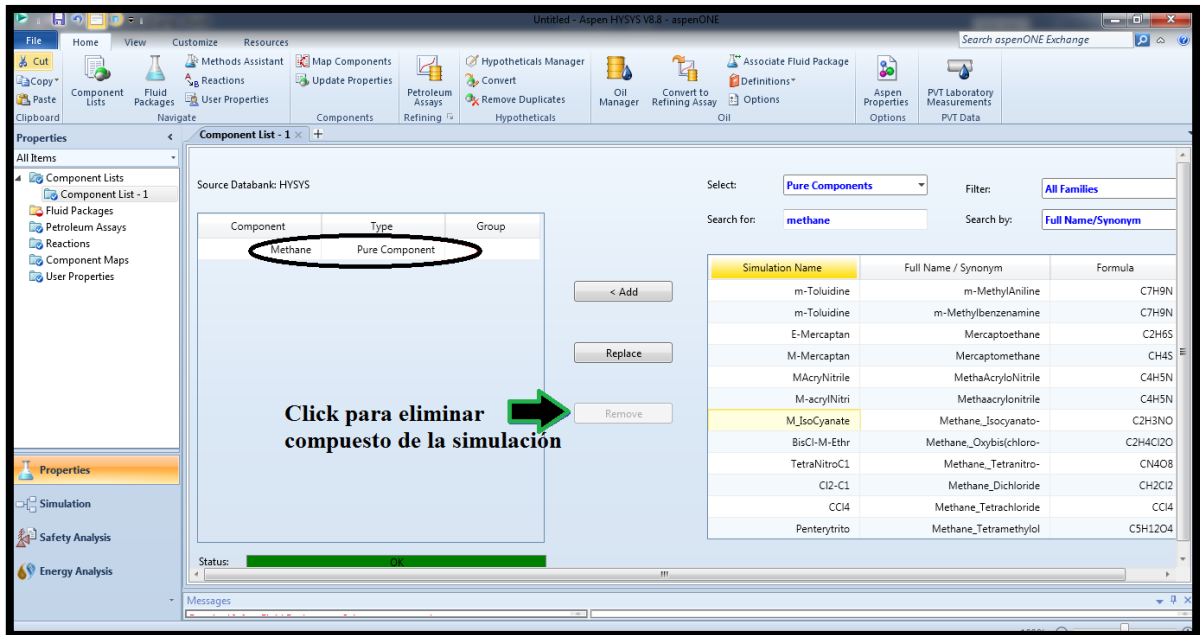 Untitled - Aspen HYSYS V8.8 - aspenONE
File Home View Customize Resources Search aspenONE Exchange
Cut
Copy
Paste
Clipboard
Component Lists
Fluid Packages
Methods Assistant
Reactions
User Properties
Navigate
Map Components
Update Properties
Components
Petroleum Assays
Refining
Hypotheticals Manager
Convert
Remove Duplicates
Hypotheticals
Oil Manager
Convert to Refining Assay
Associate Fluid Package
Definitions
Options
Oil
Aspen Properties
Options
PVT Laboratory Measurements
PVT Data
Properties
All Items
Component Lists
Component List - 1
Fluid Packages
Petroleum Assays
Reactions
Component Maps
User Properties
Properties
Simulation
Safety Analysis
Energy Analysis
Component List - 1
Source Databank: HYSYS
Component Type Group
Methane Pure Component
< Add
Replace
Remove
Click para eliminar
compuesto de la simulación
Select: Pure Components Filter: All Families
Search for: methane Search by: Full Name/Synonym
Simulation Name Full Name / Synonym Formula
m-Toluidine m-MethylAniline C7H9N
m-Toluidine m-Methylbenzenamine C7H9N
E-Mercaptan Mercaptoethane C2H6S
M-Mercaptan Mercaptomethane CH4S
MAcryNitrile MethaAcryloNitrile C4H5N
M-acrylNitri Methaacrylonitrile C4H5N
M_IsoCyanate Methane,_Isocyanato- C2H3NO
BisCl-M-Ethr Methane,_Oxybis(chloro- C2H4Cl2O
TetraNitroC1 Methane,_Tetranitro- CN4O8
Cl2-C1 Methane_Dichloride CH2Cl2
CCl4 Methane_Tetrachloride CCl4
Penterytrito Methane_Tetramethylol C5H12O4
Status: OK
Messages